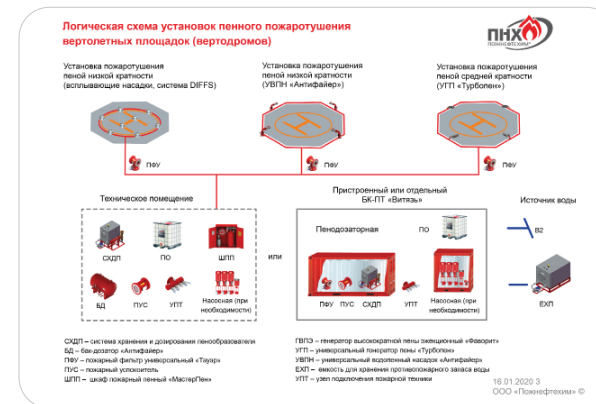 Логическая схема установок пенного пожаротушения
вертолетных площадок (вертодромов)
ПНХ
ПОЖНЕФТЕХИМ
Установка пожаротушения
пеной низкой кратности
(всплывающие насадки, система DIFFS)
Установка пожаротушения
пеной низкой кратности
(УВПН «Антифайер»)
Установка пожаротушения
пеной средней кратности
(УГП «Турбопен»)
ПФУ
ПФУ
ПФУ
Техническое помещение
СХДП
ПО
ШПП
БД
ПУС
УПТ
Насосная (при
необходимости)
или
Пристроенный или отдельный
БК-ПТ «Витязь»
Пенодозаторная
ПО
ПФУ
ПУС
СХДП
УПТ
Насосная (при
необходимости)
Источник воды
В2
ЕХП
СХДП – система хранения и дозирования пенообразователя
БД – бак-дозатор «Антифайер»
ПФУ – пожарный фильтр универсальный «Тауэр»
ПУС – пожарный успокоитель
ШПП – шкаф пожарный пенный «МастерПен»
ГВПЭ – генератор высокократной пены эжекционный «Фаворит»
УГП – универсальный генератор пены «Турбопен»
УВПН – универсальный водопенный насадок «Антифайер»
ЕХП – емкость для хранения противопожарного запаса воды
УПТ – узел подключения пожарной техники
16.01.2020 З
ООО «Пожнефтехим» ©